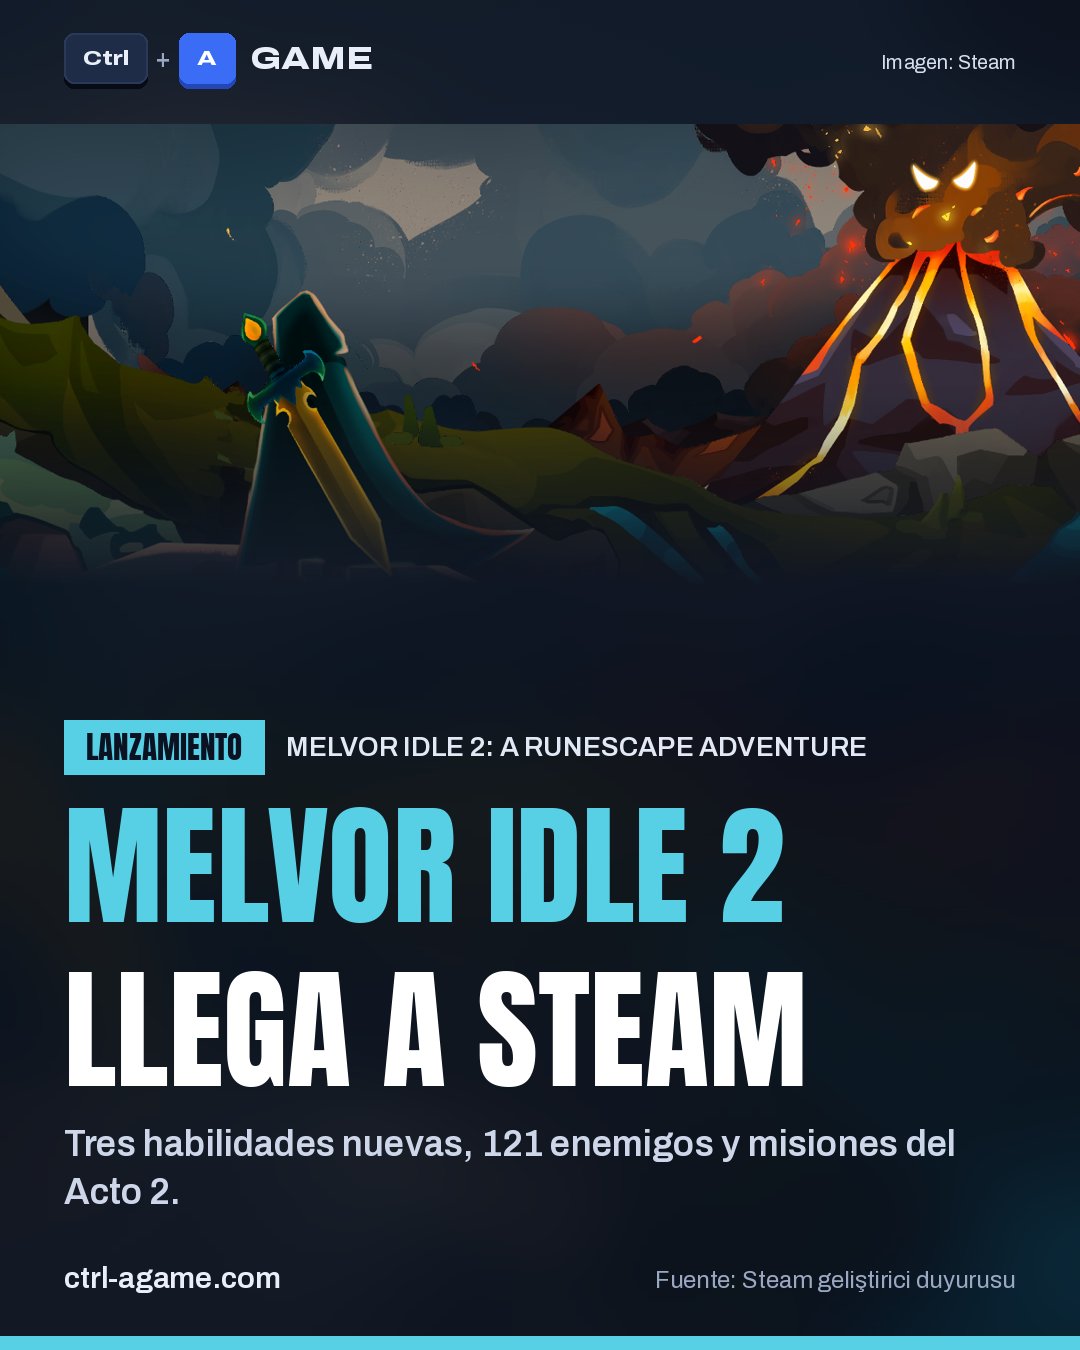 Ctrl + A GAME
Imagen: Steam
LANZAMIENTO MELVOR IDLE 2: A RUNESCAPE ADVENTURE
MELVOR IDLE 2
LLEGA A STEAM
Tres habilidades nuevas, 121 enemigos y misiones del
Acto 2.
ctrl-agame.com
Fuente: Steam geliştirici duyurusu